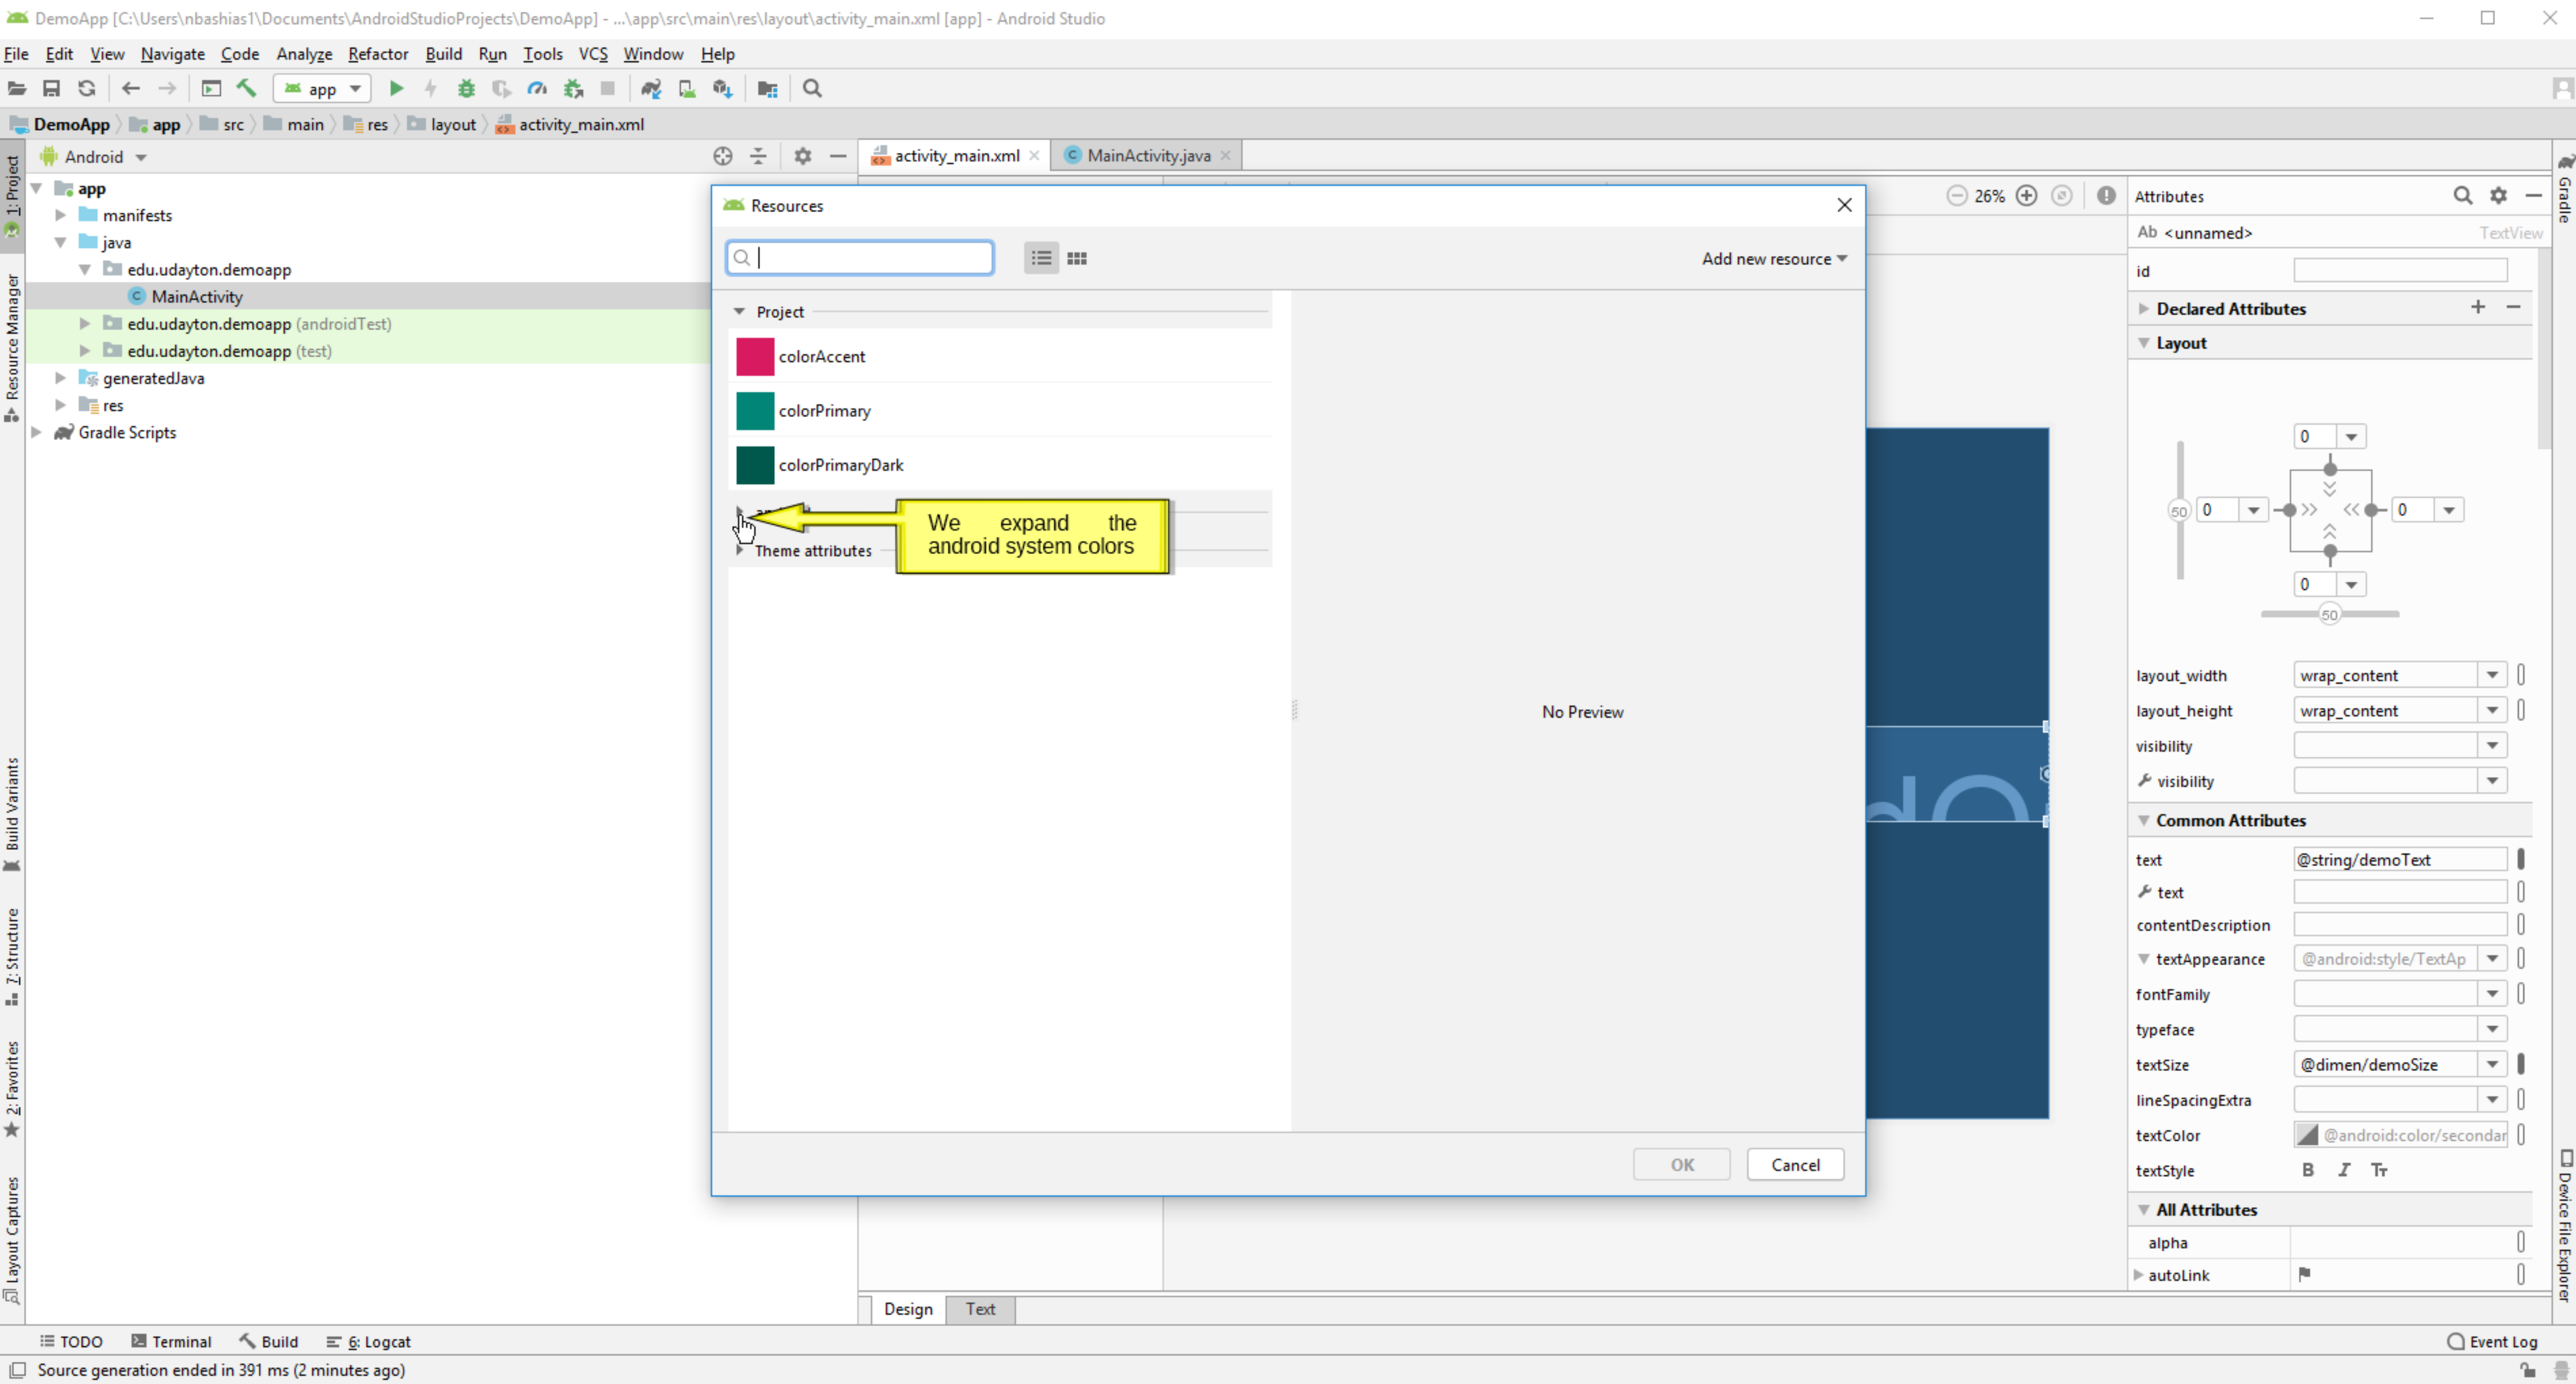 DemoApp [C:\Users\nbashias1\Documents\AndroidStudioProjects\DemoApp] - ...\app\src\main\res\layout\activity_main.xml [app] - Android Studio
File Edit View Navigate Code Analyze Refactor Build Run Tools VCS Window Help
app
DemoApp app src main res layout activity_main.xml
1: Project
Resource Manager
Build Variants
7: Structure
2: Favorites
Layout Captures
Android
app
manifests
java
edu.udayton.demoapp
MainActivity
edu.udayton.demoapp (androidTest)
edu.udayton.demoapp (test)
generatedJava
res
Gradle Scripts
activity_main.xml MainActivity.java
Resources
Add new resource
Project
colorAccent
colorPrimary
colorPrimaryDark
Theme attributes
We expand the
android system colors
No Preview
OK Cancel
26%
Attributes
Ab <unnamed> TextView
id
Declared Attributes
Layout
0
50 0 0
0
50
layout_width wrap_content
layout_height wrap_content
visibility
visibility
Common Attributes
text @string/demoText
text
contentDescription
textAppearance @android:style/TextAp
fontFamily
typeface
textSize @dimen/demoSize
lineSpacingExtra
textColor @android:color/secondar
textStyle B I Tt
All Attributes
alpha
autoLink
Gradle
Device File Explorer
Design Text
TODO Terminal Build 6: Logcat Event Log
Source generation ended in 391 ms (2 minutes ago)